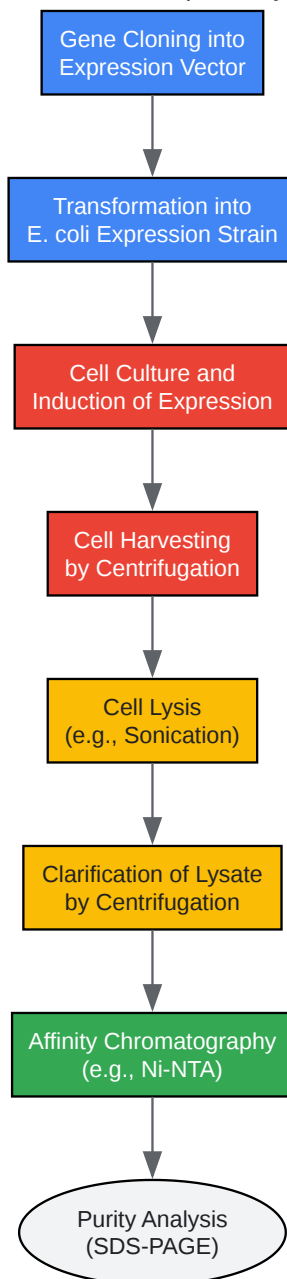 Gene Cloning into
Expression Vector
Transformation into
E. coli Expression Strain
Cell Culture and
Induction of Expression
Cell Harvesting
by Centrifugation
Cell Lysis
(e.g., Sonication)
Clarification of Lysate
by Centrifugation
Affinity Chromatography
(e.g., Ni-NTA)
Purity Analysis
(SDS-PAGE)